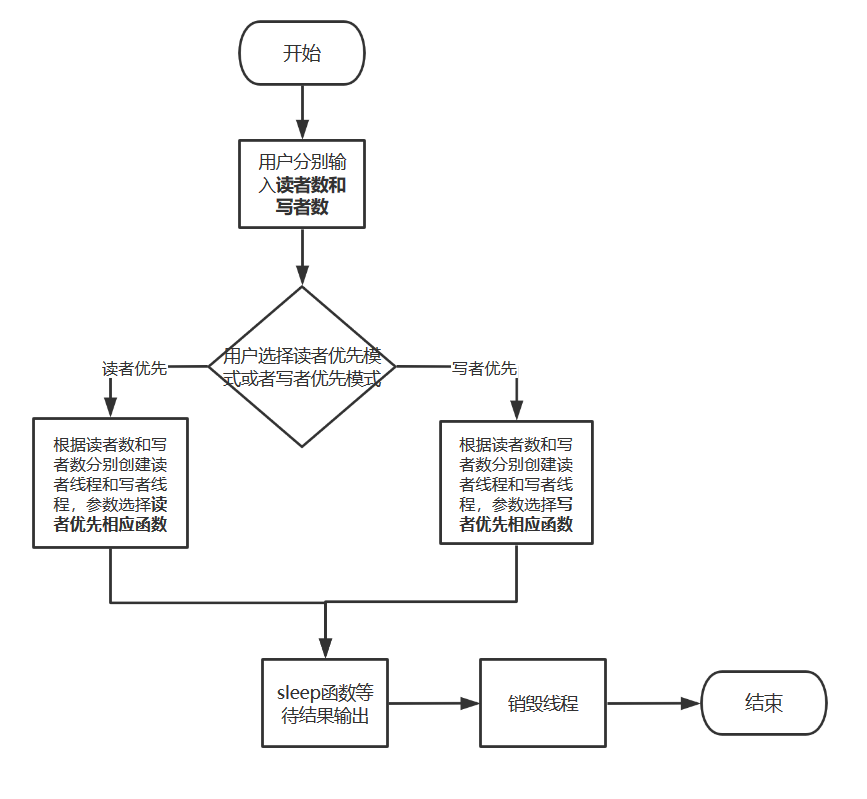 开始
用户分别输
入读者数和
写者数
用户选择读者优先模
式或者写者优先模式
读者优先
写者优先
根据读者数和写
者数分别创建读
者线程和写者线
程，参数选择读
者优先相应函数
根据读者数和写
者数分别创建读
者线程和写者线
程，参数选择写
者优先相应函数
sleep函数等
待结果输出
销毁线程
结束